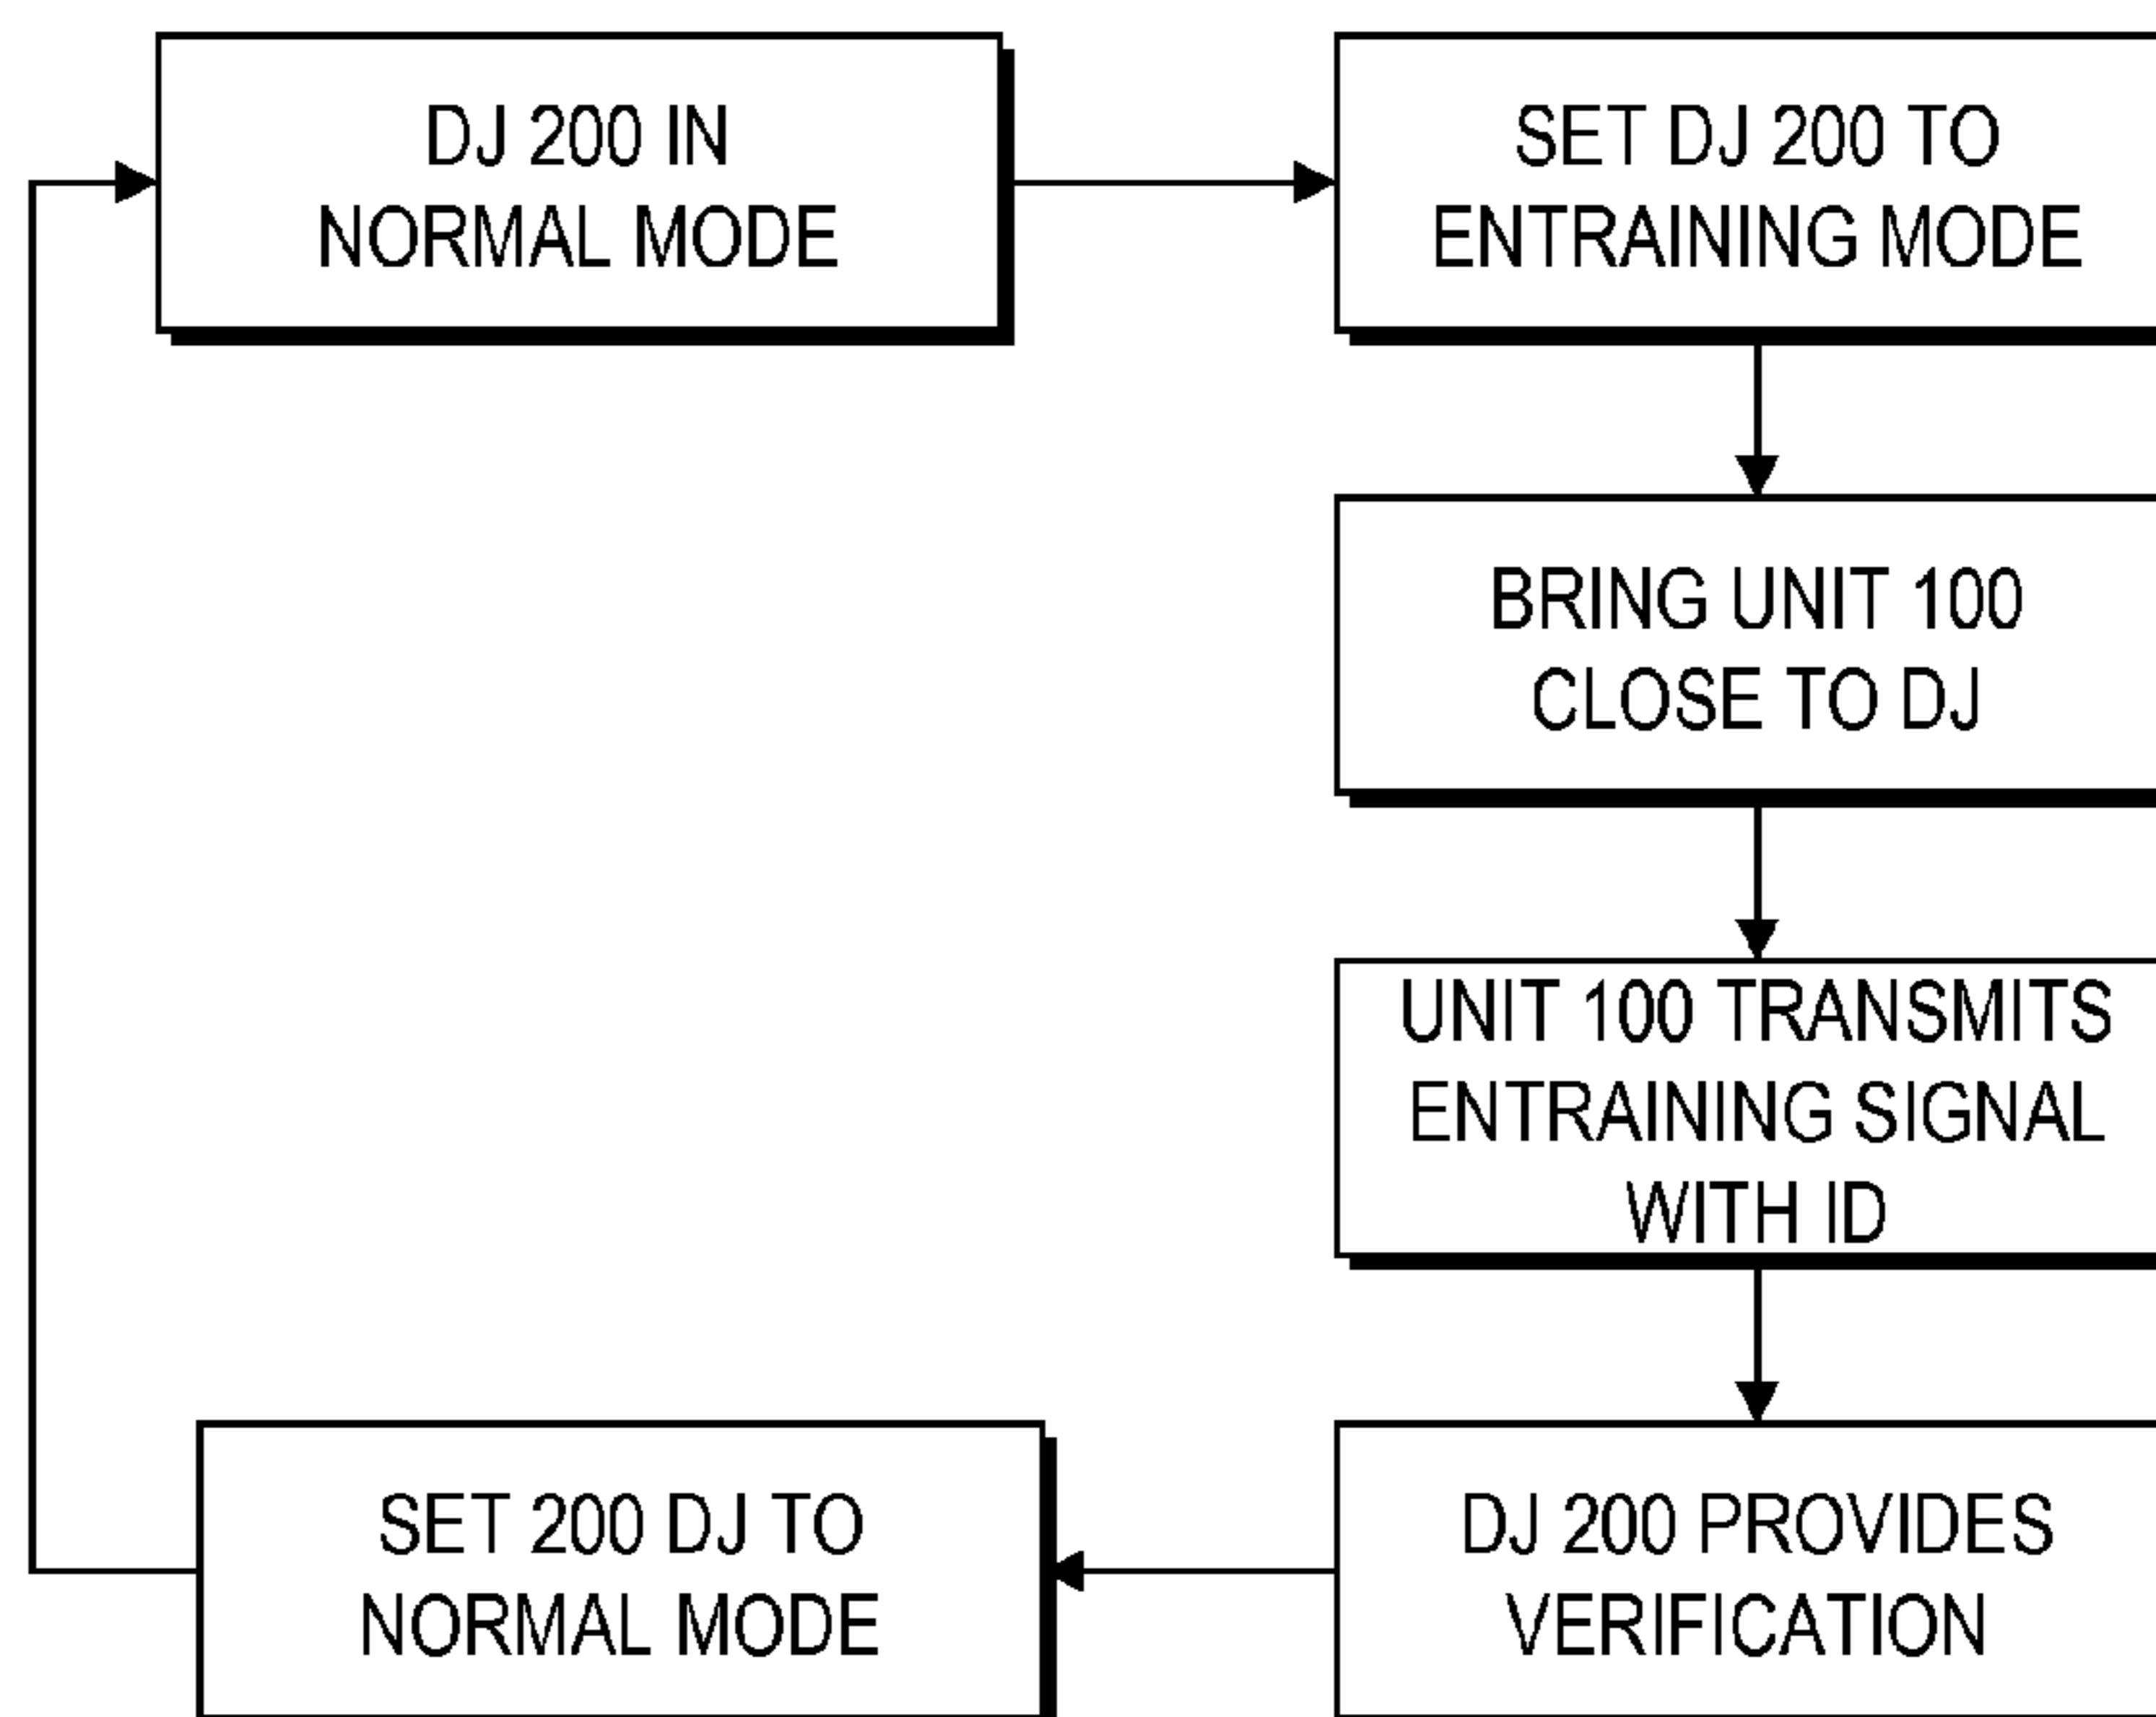 DJ 200 IN
NORMAL MODE
SET DJ 200 TO
ENTRAINING MODE
BRING UNIT 100
CLOSE TO DJ
UNIT 100 TRANSMITS
ENTRAINING SIGNAL
WITH ID
DJ 200 PROVIDES
VERIFICATION
SET 200 DJ TO
NORMAL MODE